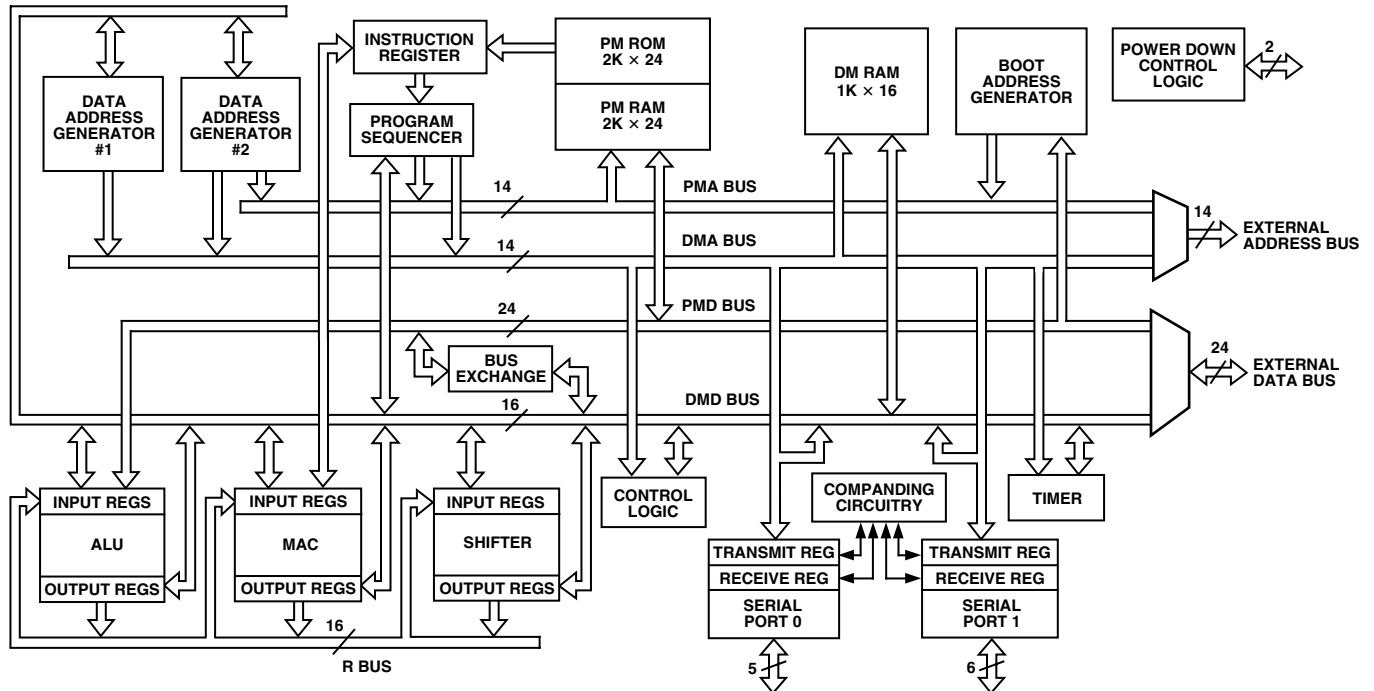 INSTRUCTION
REGISTER
PM ROM
2K × 24
PM RAM
2K × 24
DM RAM
1K × 16
BOOT
ADDRESS
GENERATOR
POWER DOWN
CONTROL
LOGIC
2
DATA
ADDRESS
GENERATOR
#1
DATA
ADDRESS
GENERATOR
#2
PROGRAM
SEQUENCER
14
PMA BUS
14
EXTERNAL
ADDRESS BUS
14
DMA BUS
24
PMD BUS
BUS
EXCHANGE
24
EXTERNAL
DATA BUS
16
DMD BUS
INPUT REGS
ALU
OUTPUT REGS
INPUT REGS
MAC
OUTPUT REGS
INPUT REGS
SHIFTER
OUTPUT REGS
CONTROL
LOGIC
COMPANDING
CIRCUITRY
TIMER
TRANSMIT REG
RECEIVE REG
SERIAL
PORT 0
TRANSMIT REG
RECEIVE REG
SERIAL
PORT 1
16
R BUS
5
6